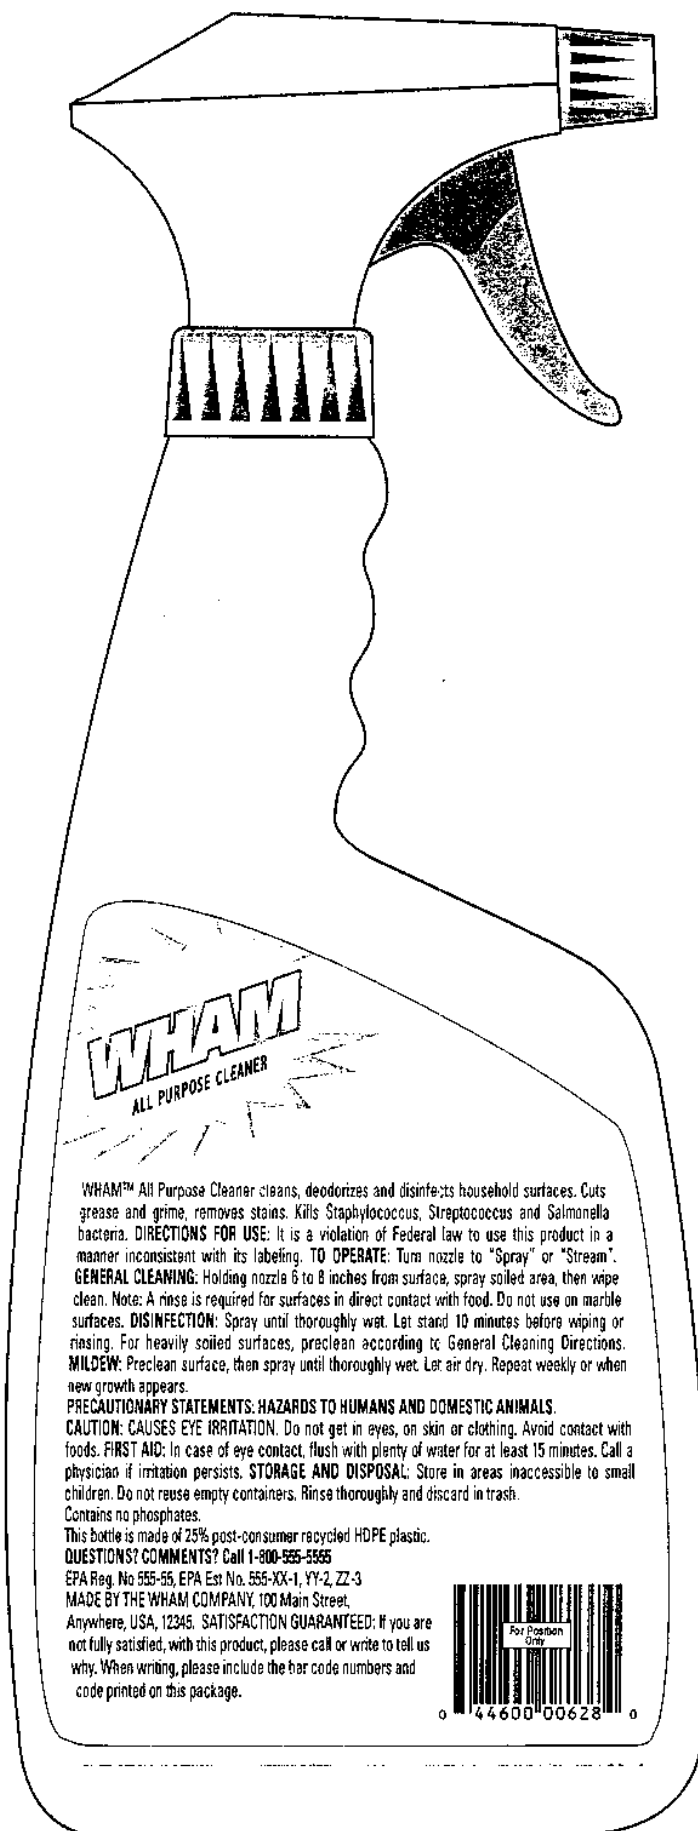 WHAM
ALL PURPOSE CLEANER
WHAM™ All Purpose Cleaner cleans, deodorizes and disinfects household surfaces. Cuts
grease and grime, removes stains. Kills Staphylococcus, Streptococcus and Salmonella
bacteria. DIRECTIONS FOR USE: It is a violation of Federal law to use this product in a
manner inconsistent with its labeling. TO OPERATE: Turn nozzle to "Spray" or "Stream".
GENERAL CLEANING: Holding nozzle 6 to 8 inches from surface, spray soiled area, then wipe
clean. Note: A rinse is required for surfaces in direct contact with food. Do not use on marble
surfaces. DISINFECTION: Spray until thoroughly wet. Let stand 10 minutes before wiping or
rinsing. For heavily soiled surfaces, preclean according to General Cleaning Directions.
MILDEW: Preclean surface, then spray until thoroughly wet. Let air dry. Repeat weekly or when
new growth appears.
PRECAUTIONARY STATEMENTS: HAZARDS TO HUMANS AND DOMESTIC ANIMALS.
CAUTION: CAUSES EYE IRRITATION. Do not get in eyes, on skin or clothing. Avoid contact with
foods. FIRST AID: In case of eye contact, flush with plenty of water for at least 15 minutes. Call a
physician if irritation persists. STORAGE AND DISPOSAL: Store in areas inaccessible to small
children. Do not reuse empty containers. Rinse thoroughly and discard in trash.
Contains no phosphates.
This bottle is made of 25% post-consumer recycled HDPE plastic.
QUESTIONS? COMMENTS? Call 1-800-555-5555
EPA Reg. No 555-55, EPA Est No. 555-XX-1, YY-2, ZZ-3
MADE BY THE WHAM COMPANY, 100 Main Street,
Anywhere, USA, 12345. SATISFACTION GUARANTEED: If you are
not fully satisfied, with this product, please call or write to tell us
why. When writing, please include the bar code numbers and
code printed on this package.
For Position
Only
0 44600 00628 0